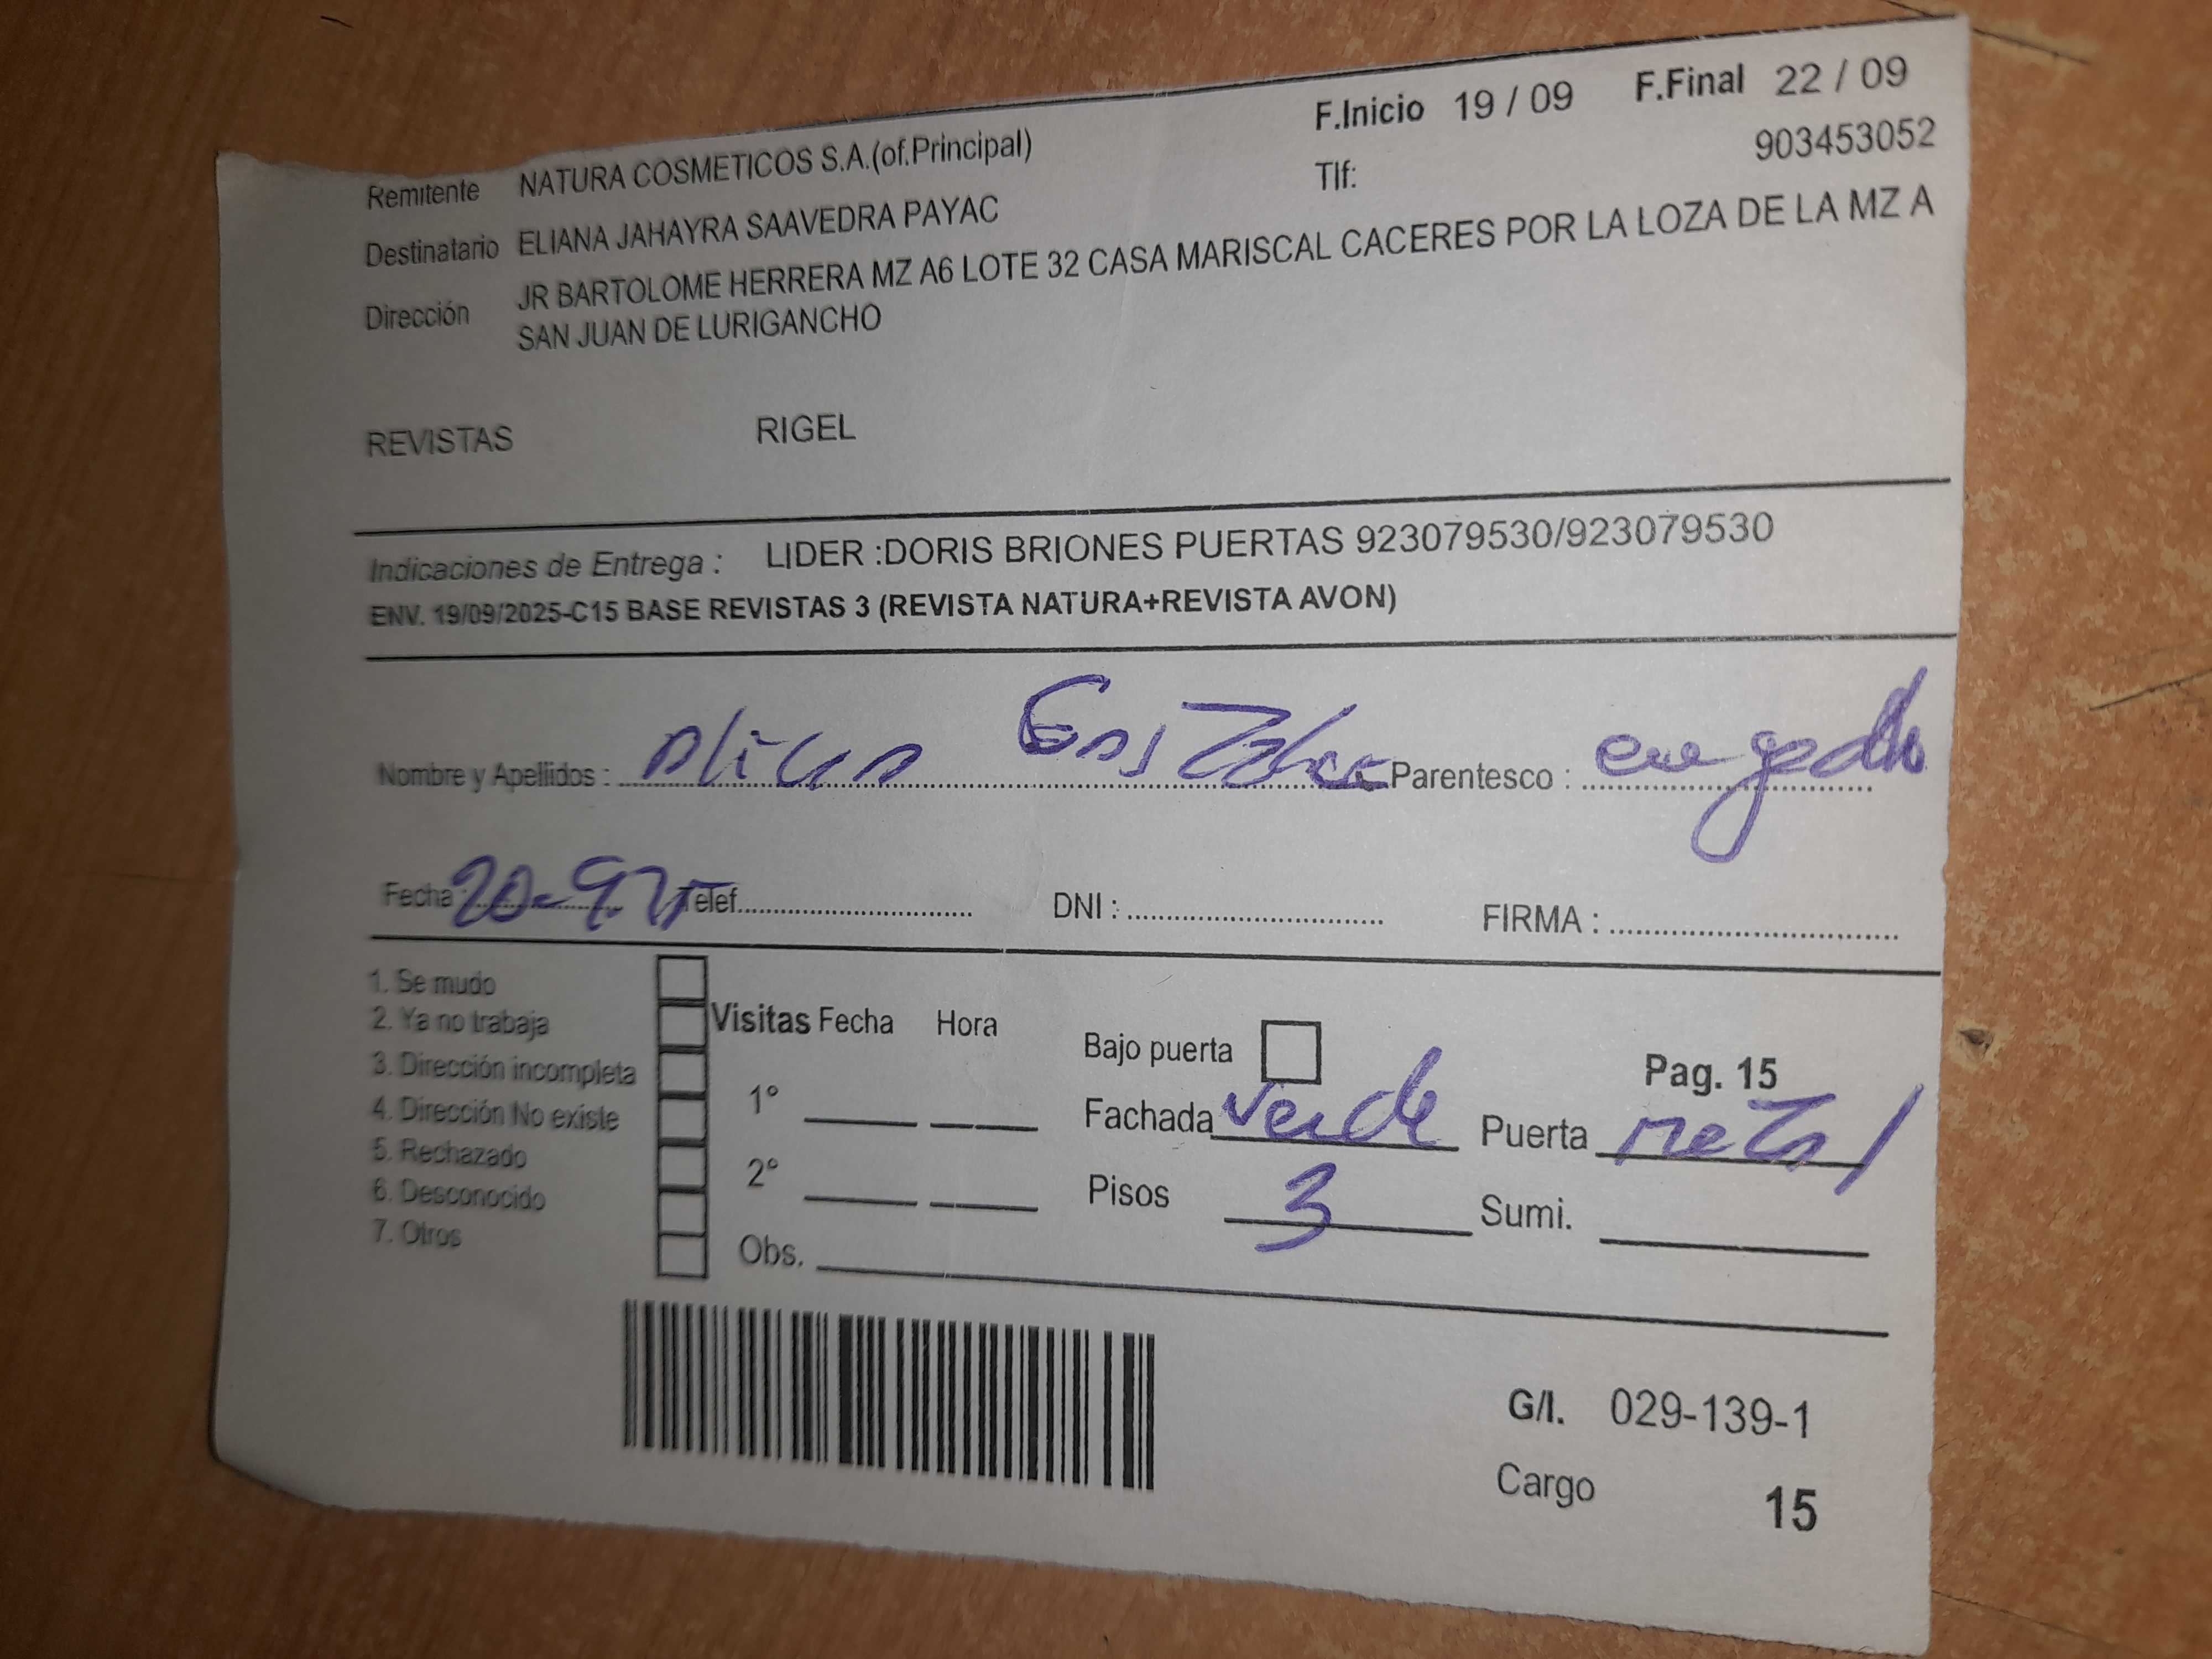 F.Inicio 19 / 09 F.Final 22 / 09
Remitente NATURA COSMETICOS S.A.(of.Principal) Tlf: 903453052
Destinatario ELIANA JAHAYRA SAAVEDRA PAYAC
Dirección JR BARTOLOME HERRERA MZ A6 LOTE 32 CASA MARISCAL CACERES POR LA LOZA DE LA MZ A
SAN JUAN DE LURIGANCHO
REVISTAS RIGEL
Indicaciones de Entrega : LIDER :DORIS BRIONES PUERTAS 923079530/923079530
ENV. 19/09/2025-C15 BASE REVISTAS 3 (REVISTA NATURA+REVISTA AVON)
Nombre y Apellidos : Parentesco :
Fecha 20-9-25 Telef. DNI : FIRMA :
1. Se mudo
2. Ya no trabaja Visitas Fecha Hora
3. Dirección incompleta Bajo puerta Pag. 15
4. Dirección No existe 1° Fachada verde Puerta metal
5. Rechazado
6. Desconocido 2° Pisos 3 Sumi.
7. Otros Obs.
G/I. 029-139-1
Cargo 15